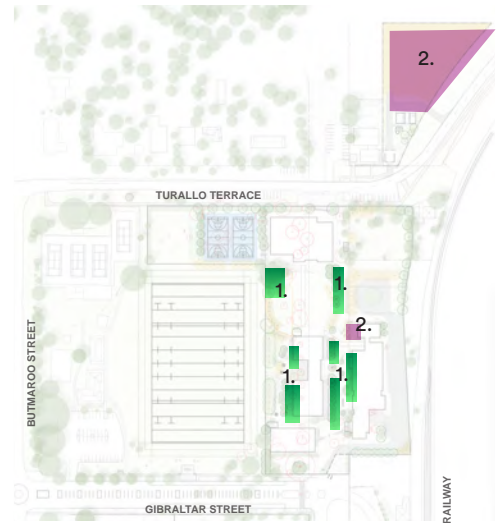 2.
TURALLO TERRACE
1.
1.
2.
1.
1.
BUTMAROO STREET
GIBRALTAR STREET
RAILWAY